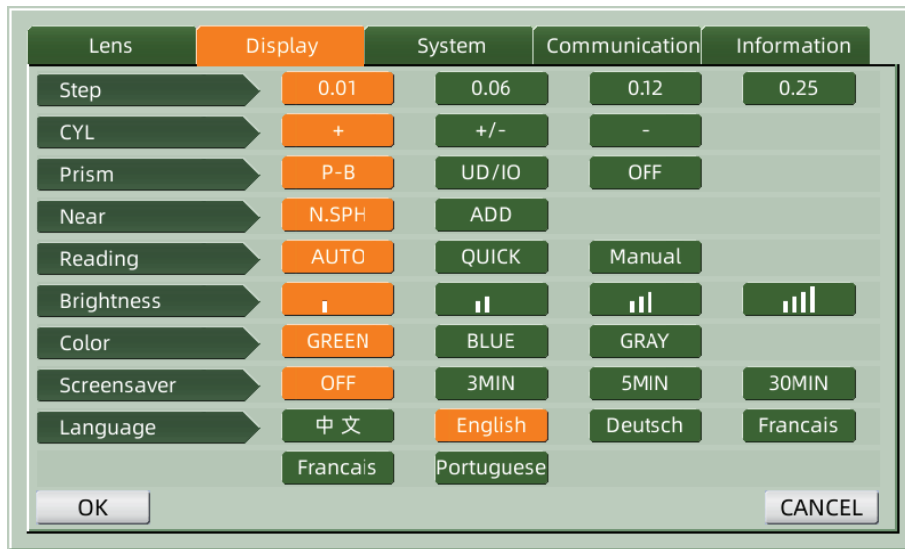 Lens Display System Communication Information
Step 0.01 0.06 0.12 0.25
CYL + +/- -
Prism P-B UD/IO OFF
Near N.SPH ADD
Reading AUTO QUICK Manual
Brightness
Color GREEN BLUE GRAY
Screensaver OFF 3MIN 5MIN 30MIN
Language 中文 English Deutsch Francais
Francais Portuguese
OK CANCEL